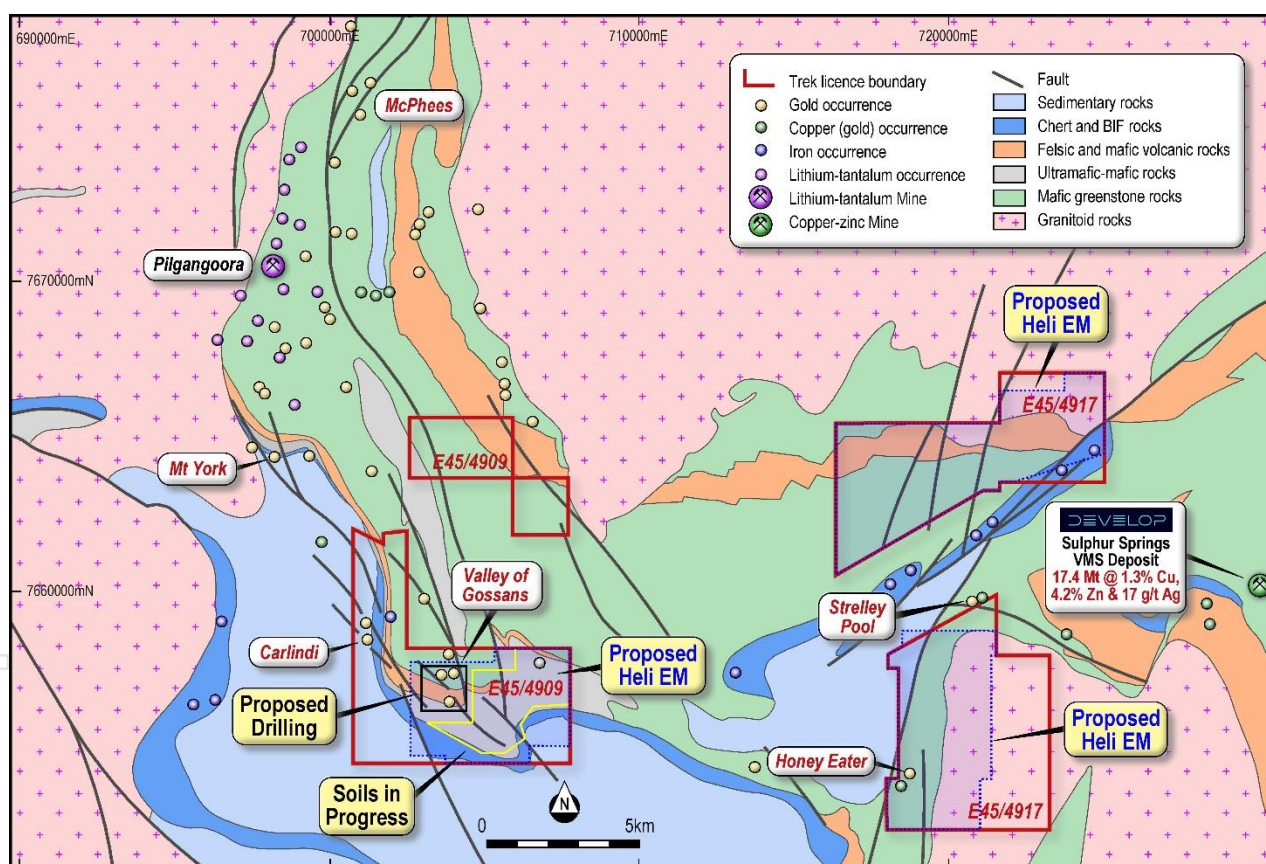 690000mE
700000mE
710000mE
720000mE
McPhees
Trek licence boundary
Gold occurrence
Copper (gold) occurrence
Iron occurrence
Lithium-tantalum occurrence
Lithium-tantalum Mine
Copper-zinc Mine
Fault
Sedimentary rocks
Chert and BIF rocks
Felsic and mafic volcanic rocks
Ultramafic-mafic rocks
Mafic greenstone rocks
Granitoid rocks
Pilgangoora
7670000mN
Proposed
Heli EM
E45/4917
Mt York
E45/4909
DEVELOP
Sulphur Springs
VMS Deposit
17.4 Mt @ 1.3% Cu,
4.2% Zn & 17 g/t Ag
7660000mN
Valley of
Gossans
Strelley
Pool
Carlindi
Proposed
Heli EM
E45/4909
Proposed
Drilling
Proposed
Heli EM
Honey Eater
Soils in
Progress
N
E45/4917
0
5km